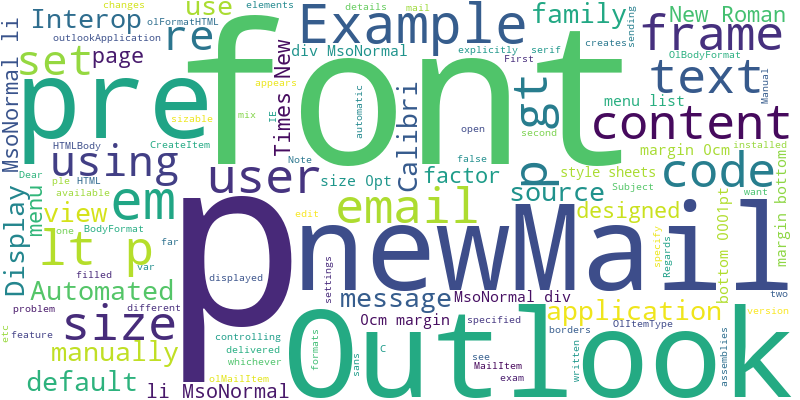 MsoNormal li
Interop
re
use
changes
elements
olFormatHTML
details
mail
appears
explicitly
serif
creates
First
sending
family
New Roman
OlBodyFormat
outlookApplication
set
page
div MsoNormal
Example
frame
pre
font
Times New
sizable
mix
IE
automatic
second
open
false
Note
Calibri
gt
text
menu list
Manual
content
HTMLBody
CreateItem
using
user
size 0pt
factor
p
style sheets
margin 0cm
installed
code
Dear
ple
HTML
available
menu
Display
em
email
source
Subject
want
designed
view
one
BodyFormat
edit
newMail
specify
Regards
bottom 0001pt
margin bottom
lt p
far
Var
displayed
p
settings
Automated
filled
different
message
MsoNormal div
application
two
version
problem
size
0cm margin
specified
borders
OlItemType
etc
feature
manually
controlling
delivered
whichever
formats
sans
C
Outlook
see
MailItem
exam
written
assemblies
default
olMailItem
li MsoNormal